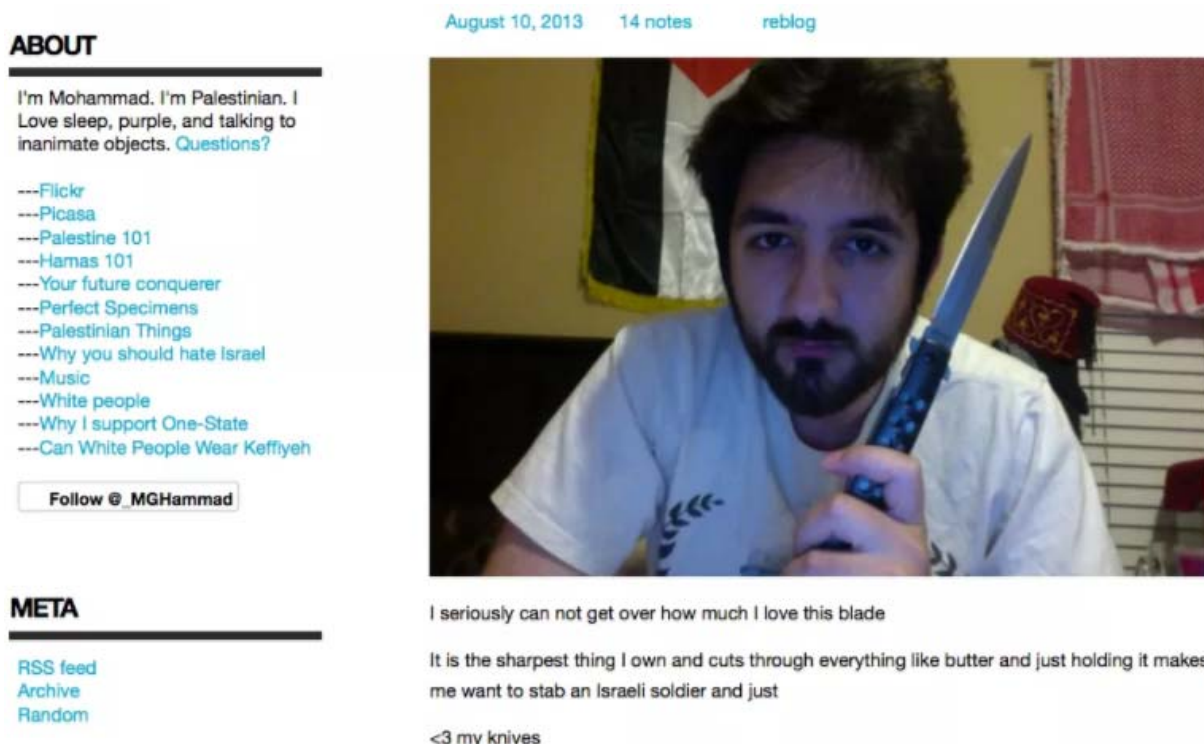 ABOUT
I'm Mohammad. I'm Palestinian. I
Love sleep, purple, and talking to
inanimate objects. Questions?
---Flickr
---Picasa
---Palestine 101
---Hamas 101
---Your future conquerer
---Perfect Specimens
---Palestinian Things
---Why you should hate Israel
---Music
---White people
---Why I support One-State
---Can White People Wear Keffiyeh
Follow @_MGHammad
META
RSS feed
Archive
Random
August 10, 2013 14 notes reblog
I seriously can not get over how much I love this blade
It is the sharpest thing I own and cuts through everything like butter and just holding it makes
me want to stab an Israeli soldier and just
<3 my knives